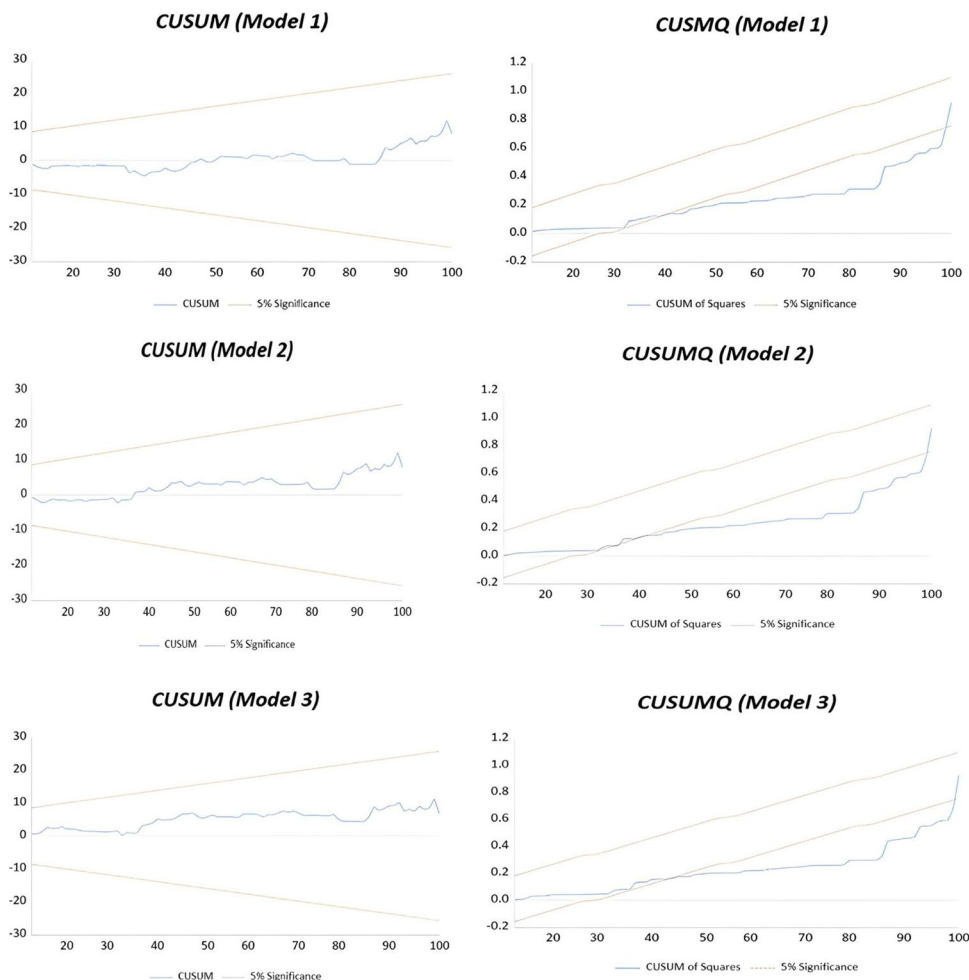 CUSUM (Model 1)
30
20
10
0
-10
-20
-30
20 30 40 50 60 70 80 90 100
CUSUM 5% Significance
CUSMQ (Model 1)
1.2
1.0
0.8
0.6
0.4
0.2
0.0
-0.2
20 30 40 50 60 70 80 90 100
CUSUM of Squares 5% Significance
CUSUM (Model 2)
30
20
10
0
-10
-20
-30
20 30 40 50 60 70 80 90 100
CUSUM 5% Significance
CUSUMQ (Model 2)
1.2
1.0
0.8
0.6
0.4
0.2
0.0
-0.2
20 30 40 50 60 70 80 90 100
CUSUM of Squares 5% Significance
CUSUM (Model 3)
30
20
10
0
-10
-20
-30
20 30 40 50 60 70 80 90 100
CUSUM 5% Significance
CUSUMQ (Model 3)
1.2
1.0
0.8
0.6
0.4
0.2
0.0
-0.2
20 30 40 50 60 70 80 90 100
CUSUM of Squares 5% Significance